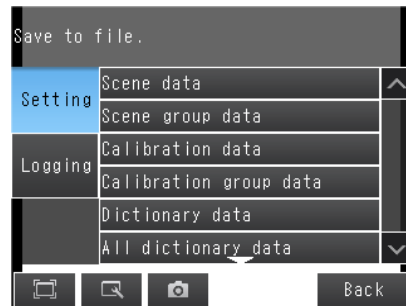 Save to file.
Setting
Scene data
Scene group data
Logging
Calibration data
Calibration group data
Dictionary data
All dictionary data
Back